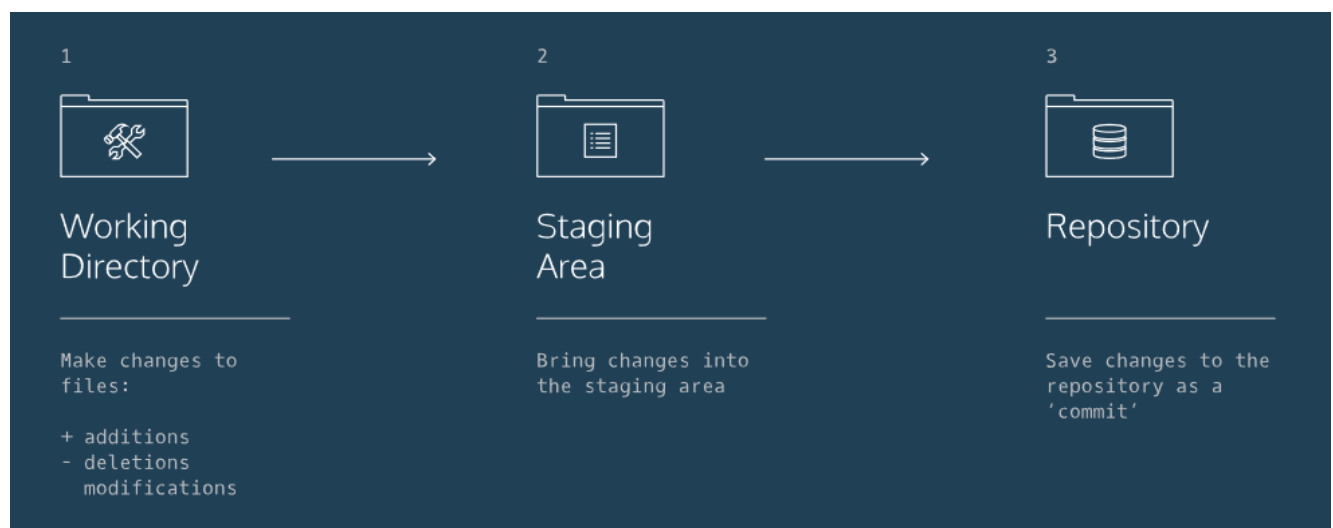 1
Working
Directory
Make changes to
files:
+ additions
- deletions
modifications
2
Staging
Area
Bring changes into
the staging area
3
Repository
Save changes to the
repository as a
‘commit’